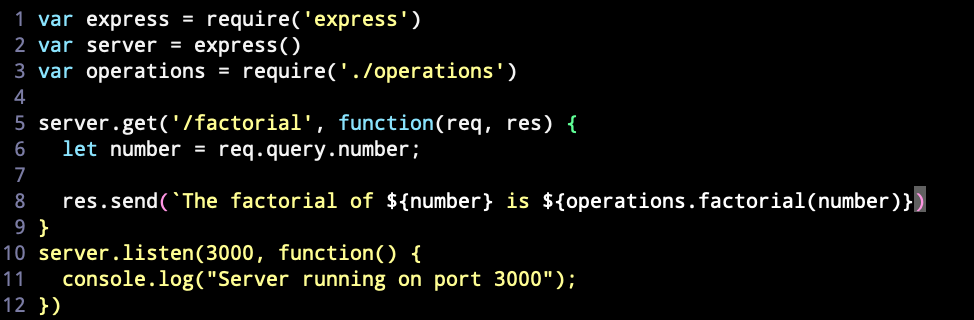 1 var express = require('express')
2 var server = express()
3 var operations = require('./operations')
4
5 server.get('/factorial', function(req, res) {
6   let number = req.query.number;
7
8   res.send(`The factorial of ${number} is ${operations.factorial(number)})
9 }
10 server.listen(3000, function() {
11   console.log("Server running on port 3000");
12 })